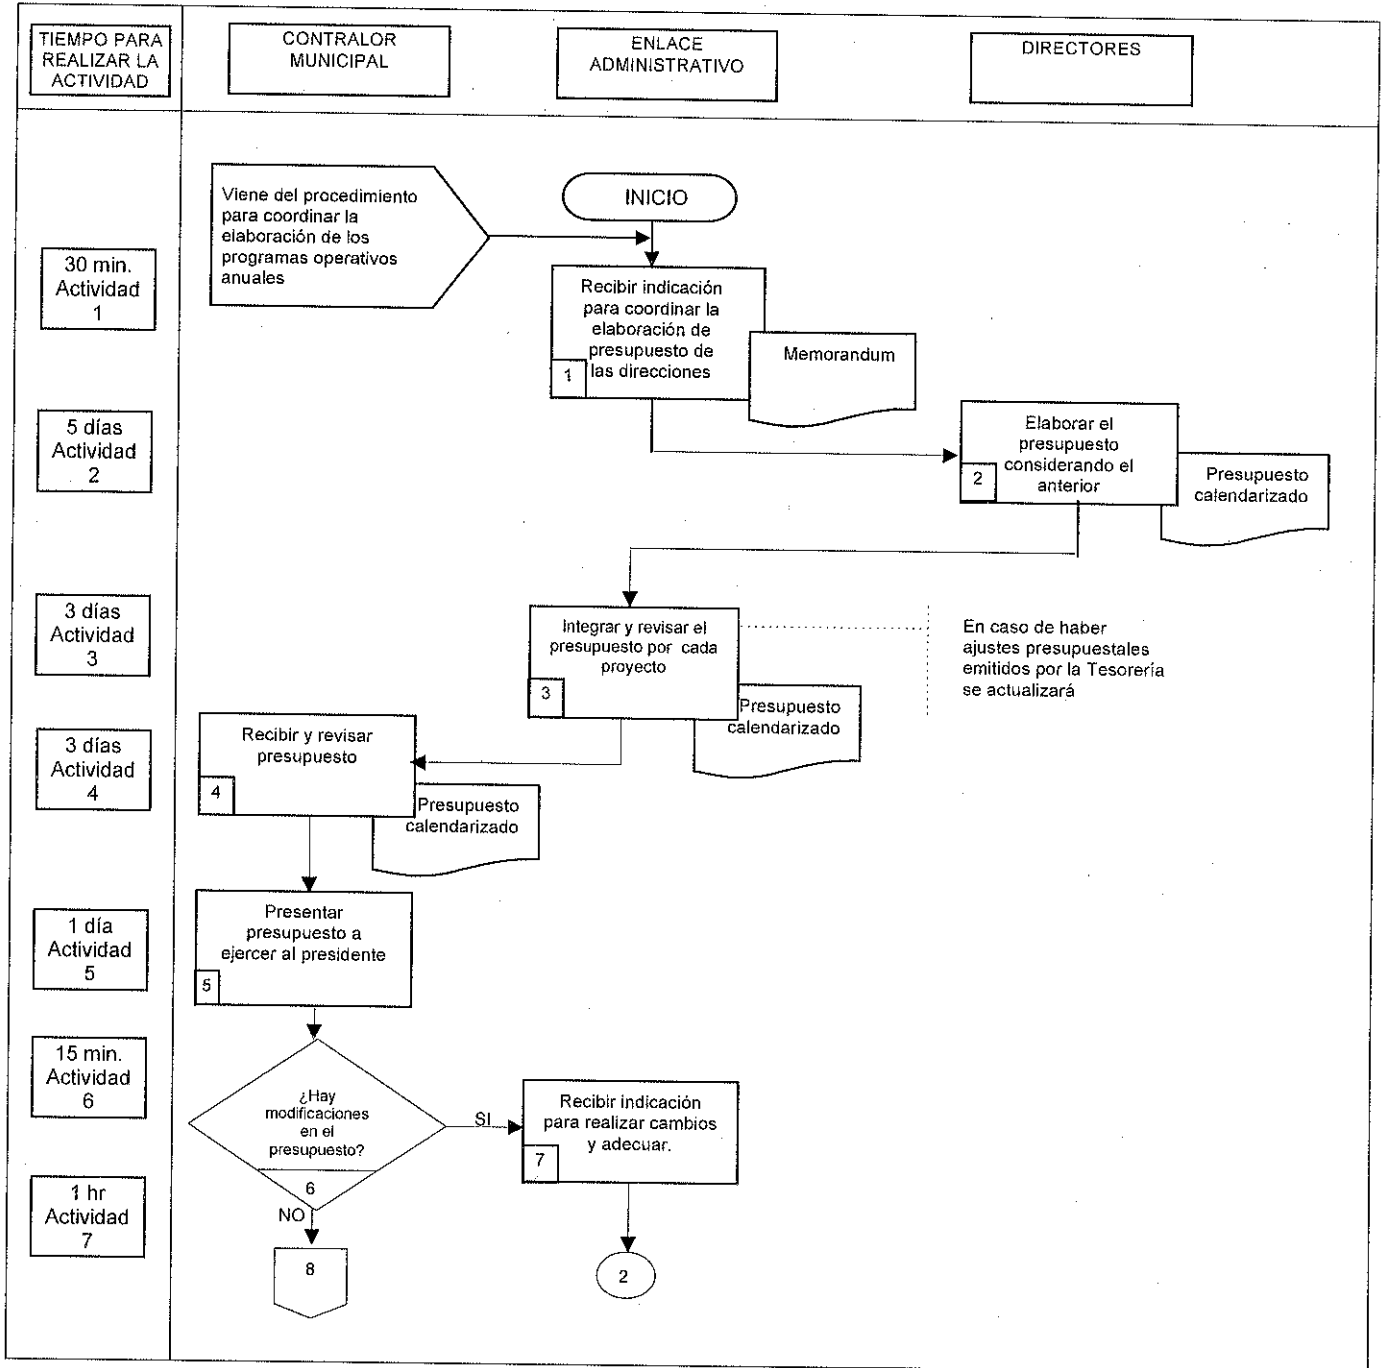 TIEMPO PARA
REALIZAR LA
ACTIVIDAD
CONTRALOR
MUNICIPAL
ENLACE
ADMINISTRATIVO
DIRECTORES
Viene del procedimiento
para coordinar la
elaboración de los
programas operativos
anuales
INICIO
30 min.
Actividad
1
Recibir indicación
para coordinar la
elaboración de
presupuesto de
las direcciones
1
Memorandum
5 días
Actividad
2
Elaborar el
presupuesto
considerando el
anterior
2
Presupuesto
calendarizado
3 días
Actividad
3
Integrar y revisar el
presupuesto por cada
proyecto
3
Presupuesto
calendarizado
En caso de haber
ajustes presupuestales
emitidos por la Tesorería
se actualizará
3 días
Actividad
4
Recibir y revisar
presupuesto
4
Presupuesto
calendarizado
1 día
Actividad
5
Presentar
presupuesto a
ejercer al presidente
5
15 min.
Actividad
6
¿Hay
modificaciones
en el
presupuesto?
6
SI
Recibir indicación
para realizar cambios
y adecuar.
7
1 hr
Actividad
7
NO
8
2